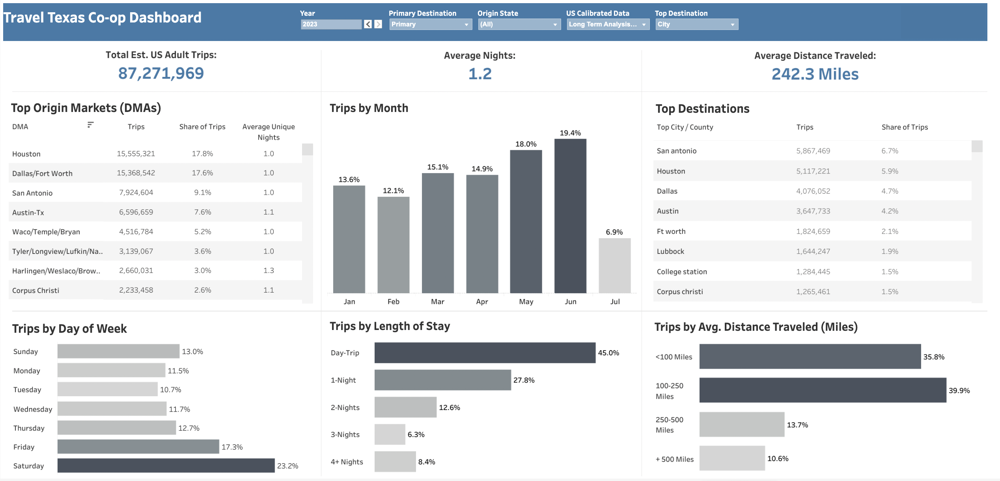 Travel Texas Co-op Dashboard
Year
2023
Primary Destination
Primary
Origin State
(All)
US Calibrated Data
Long Term Analysis...
Top Destination
City
Total Est. US Adult Trips:
87,271,969
Average Nights:
1.2
Average Distance Traveled:
242.3 Miles
Top Origin Markets (DMAs)
DMA Trips Share of Trips Average Unique
Nights
Houston 15,555,321 17.8% 1.0
Dallas/Fort Worth 15,368,542 17.6% 1.0
San Antonio 7,924,604 9.1% 1.0
Austin-Tx 6,596,659 7.6% 1.1
Waco/Temple/Bryan 4,516,784 5.2% 1.0
Tyler/Longview/Lufkin/Na.. 3,139,067 3.6% 1.0
Harlingen/Weslaco/Brow.. 2,660,031 3.0% 1.3
Corpus Christi 2,233,458 2.6% 1.1
Trips by Month
13.6%
12.1%
15.1%
14.9%
18.0%
19.4%
6.9%
Jan Feb Mar Apr May Jun Jul
Top Destinations
Top City / County Trips Share of Trips
San antonio 5,867,469 6.7%
Houston 5,117,221 5.9%
Dallas 4,076,052 4.7%
Austin 3,647,733 4.2%
Ft worth 1,824,659 2.1%
Lubbock 1,644,247 1.9%
College station 1,284,445 1.5%
Corpus christi 1,265,461 1.5%
Trips by Day of Week
Sunday 13.0%
Monday 11.5%
Tuesday 10.7%
Wednesday 11.7%
Thursday 12.7%
Friday 17.3%
Saturday 23.2%
Trips by Length of Stay
Day-Trip 45.0%
1-Night 27.8%
2-Nights 12.6%
3-Nights 6.3%
4+ Nights 8.4%
Trips by Avg. Distance Traveled (Miles)
<100 Miles 35.8%
100-250
Miles 39.9%
250-500
Miles 13.7%
+ 500 Miles 10.6%